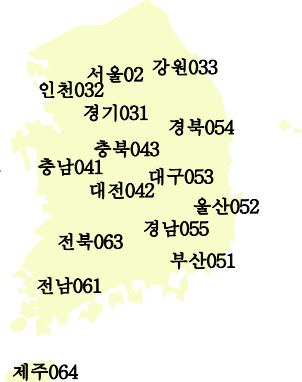 강원033
서울02
인천032
경기031
경북054
충북043
충남041
대구053
대전042
울산052
경남055
전북063
부산051
전남061
제주064